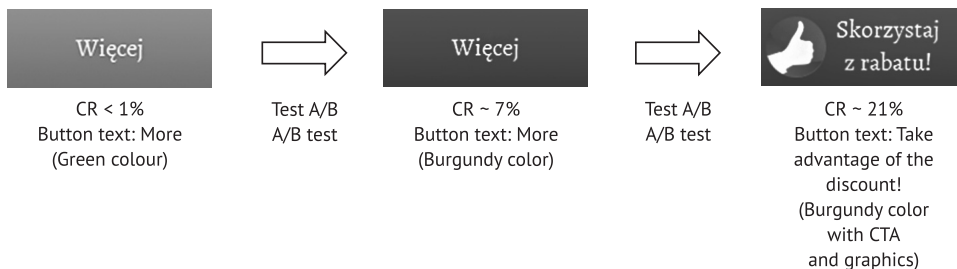 Więcej
CR < 1%
Button text: More
(Green colour)
Test A/B
A/B test
Więcej
CR ~ 7%
Button text: More
(Burgundy color)
Test A/B
A/B test
Skorzystaj
z rabatu!
CR ~ 21%
Button text: Take
advantage of the
discount!
(Burgundy color
with CTA
and graphics)